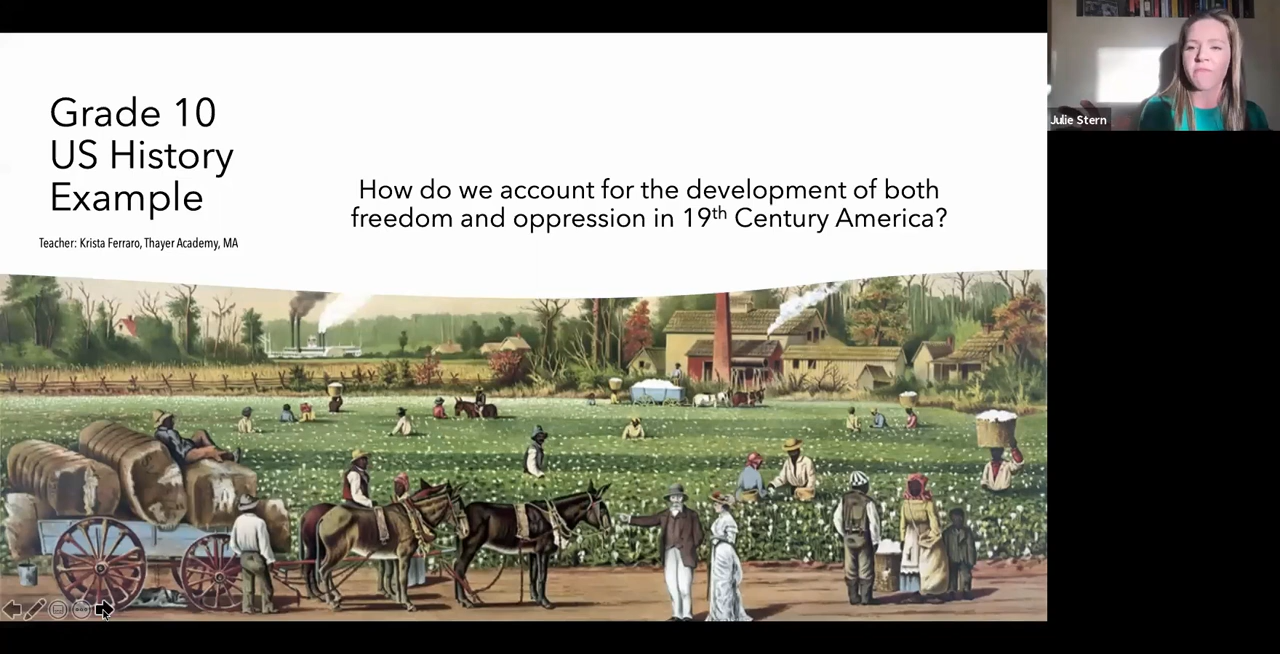 Grade 10
US History
Example
Teacher: Krista Ferraro, Thayer Academy, MA
How do we account for the development of both
freedom and oppression in 19th Century America?
Julie Stern